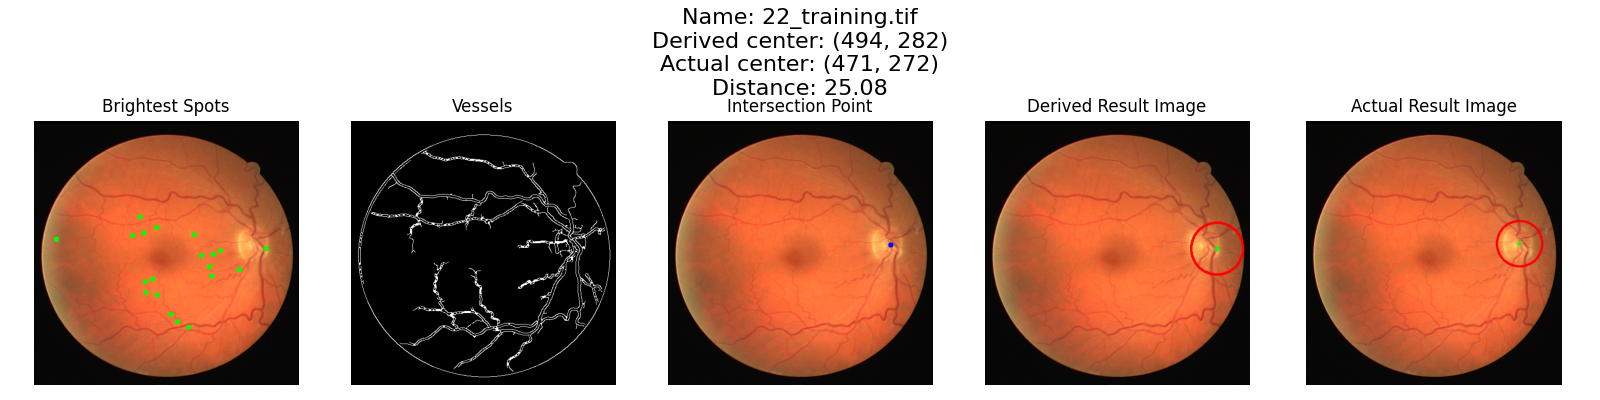 Name: 22_training.tif
Derived center: (494, 282)
Actual center: (471, 272)
Distance: 25.08
Brightest Spots
Vessels
Intersection Point
Derived Result Image
Actual Result Image